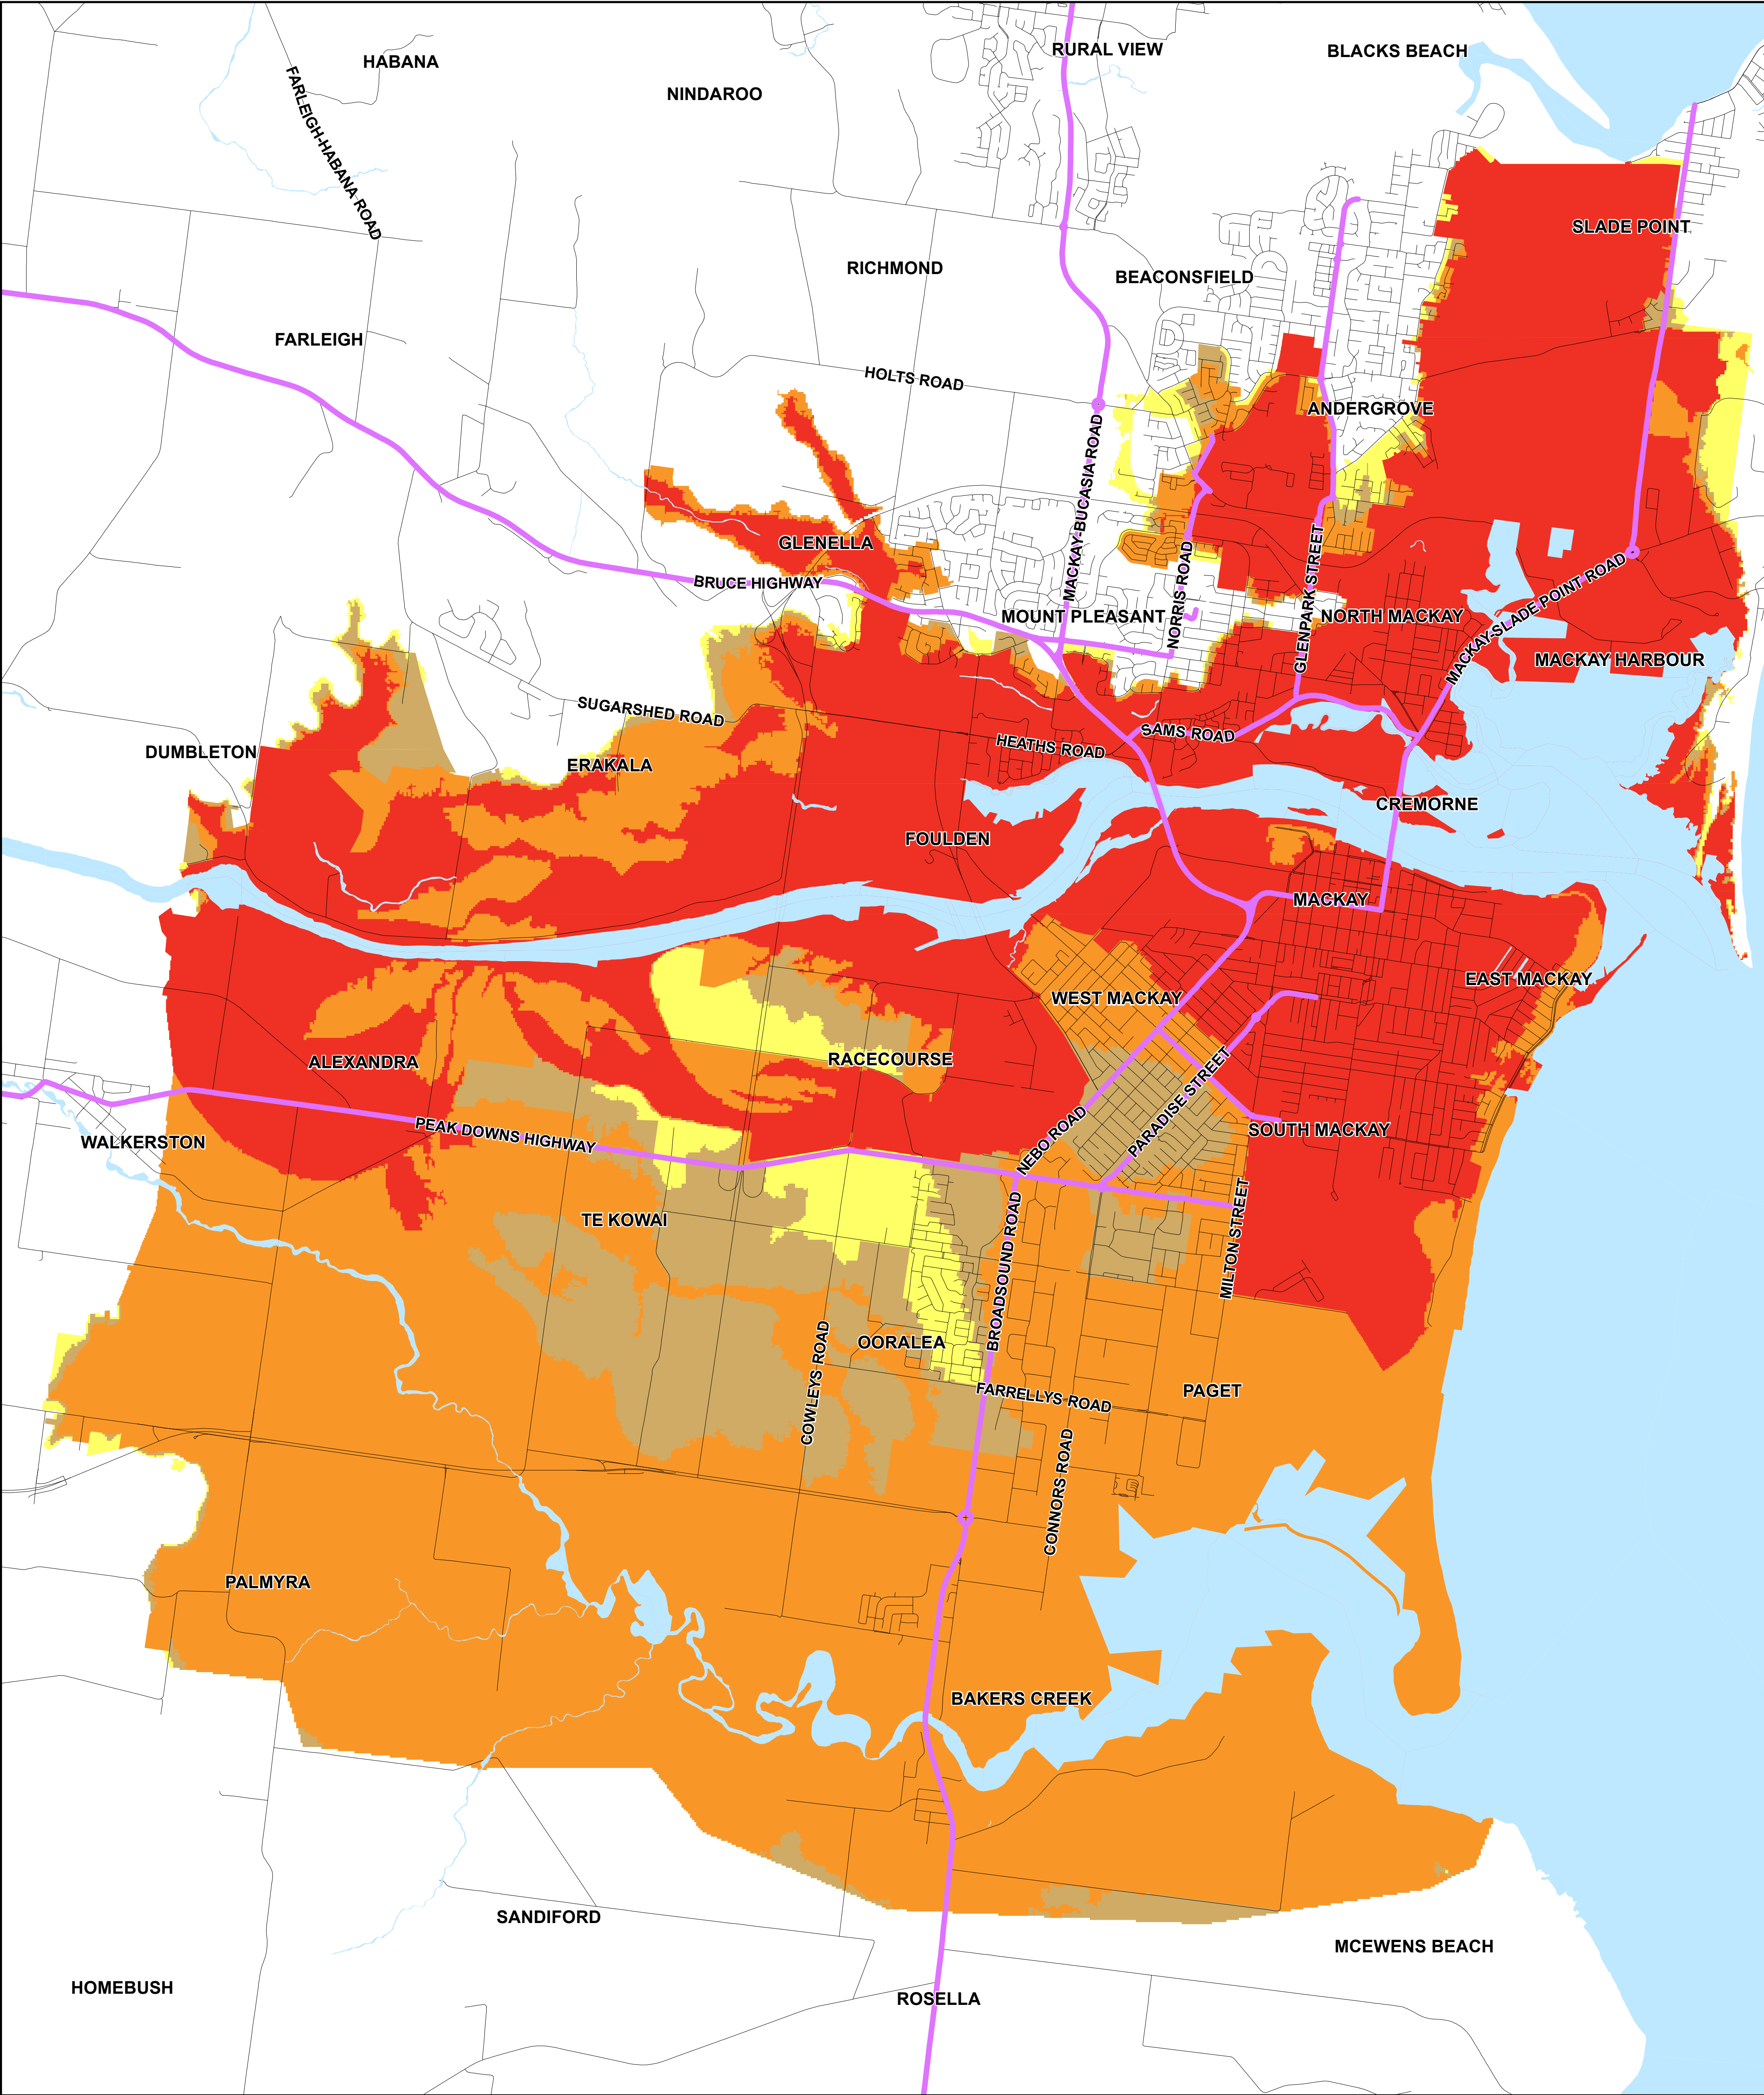 RURAL VIEW
BLACKS BEACH
HABANA
NINDAROO
FARLEIGH-HABANA ROAD
SLADE POINT
RICHMOND
BEACONSFIELD
FARLEIGH
HOLTS ROAD
ANDERGROVE
MACKAY-BUCASIA ROAD
GLENELLA
BRUCE HIGHWAY
NORRIS ROAD
GLENPARK STREET
MOUNT PLEASANT
NORTH MACKAY
MACKAY-SLADE POINT ROAD
MACKAY HARBOUR
SUGARSHED ROAD
DUMBLETON
ERAKALA
HEATHS ROAD
SAMS ROAD
CREMORNE
FOULDEN
MACKAY
EAST MACKAY
WEST MACKAY
RACECOURSE
ALEXANDRA
PARADISE STREET
NEBO ROAD
SOUTH MACKAY
PEAK DOWNS HIGHWAY
WALKERSTON
TE KOWAI
MILTON STREET
BROADSOUND ROAD
OORALEA
COWLEYS ROAD
FARRELLYS ROAD
PAGET
CONNORS ROAD
PALMYRA
BAKERS CREEK
SANDIFORD
MCEWENS BEACH
HOMEBUSH
ROSELLA